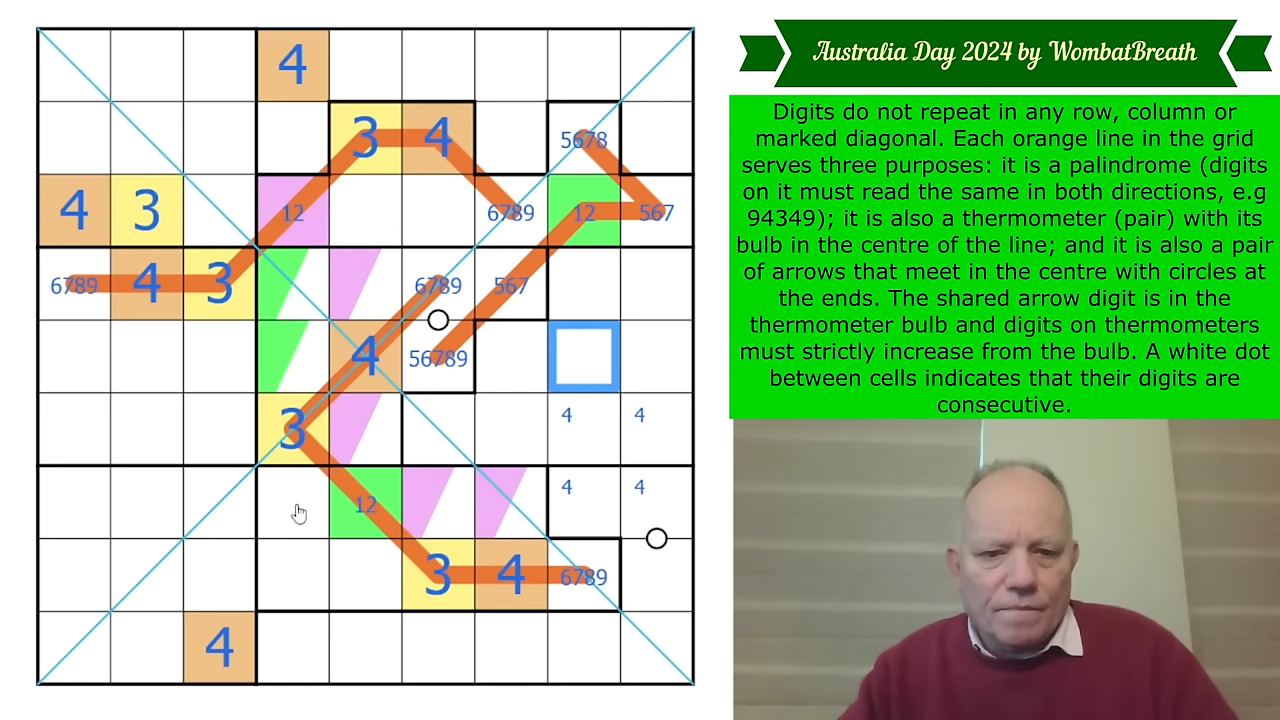 Australia Day 2024 by WombatBreath
Digits do not repeat in any row, column or
marked diagonal. Each orange line in the grid
serves three purposes: it is a palindrome (digits
on it must read the same in both directions, e.g
94349); it is also a thermometer (pair) with its
bulb in the centre of the line; and it is also a pair
of arrows that meet in the centre with circles at
the ends. The shared arrow digit is in the
thermometer bulb and digits on thermometers
must strictly increase from the bulb. A white dot
between cells indicates that their digits are
consecutive.
4
3 4 5678
4 3 12 6789 12 567
6789 4 3 6789 567
4 56789
3 4 4
12 4 4
3 4 6789
4